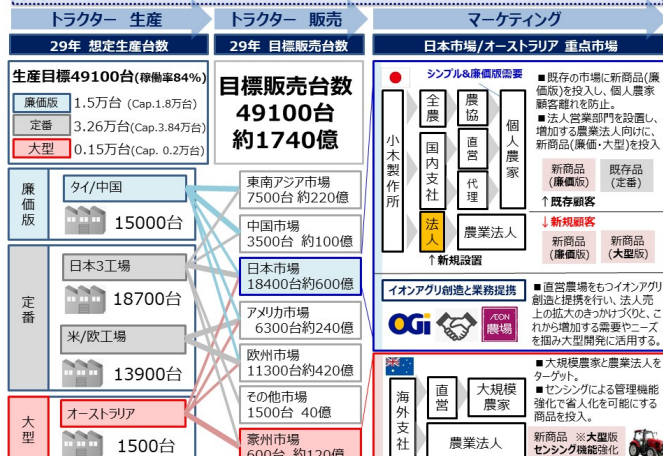 トラクター 生産
29年 想定生産台数
生産目標49100台(稼働率84%)
廉価版 1.5万台 (Cap.1.8万台)
定番 3.26万台(Cap.3.84万台)
大型 0.15万台(Cap. 0.2万台)
廉価版
タイ/中国
15000台
定番
日本3工場
18700台
米/欧工場
13900台
大型
オーストラリア
1500台
トラクター 販売
29年 目標販売台数
目標販売台数
49100台
約1740億
東南アジア市場
7500台 約220億
中国市場
3500台 約100億
日本市場
18400台約600億
アメリカ市場
6300台約240億
欧州市場
11300台約420億
その他市場
1500台 40億
豪州市場
600台 約120億
マーケティング
日本市場/オーストラリア 重点市場
シンプル&廉価版需要
小木製作所
全農
農協
国内支社
直営
代理
個人農家
法人
農業法人
↑新規設置
■既存の市場に新商品(廉
価版)を投入し、個人農家
顧客離れを防止。
■法人営業部門を設置し、
増加する農業法人向けに、
新商品(廉価・大型)を投入
新商品
(廉価版)
既存品
(定番)
↑既存顧客
↓新規顧客
新商品
(廉価版)
新商品
(大型版)
イオンアグリ創造と業務提携
OGi
ÆON
農場
■直営農場をもつイオンアグリ
創造と提携を行い、法人売
上の拡大のきっかけづくりと、こ
れから増加する需要やニーズ
を掴み大型開発に活用する。
海外支社
直営
大規模
農家
農業法人
■大規模農家と農業法人を
ターゲット。
■センシングによる管理機能
強化で省人化を可能にする
商品を投入。
新商品 ※大型版
センシング機能強化